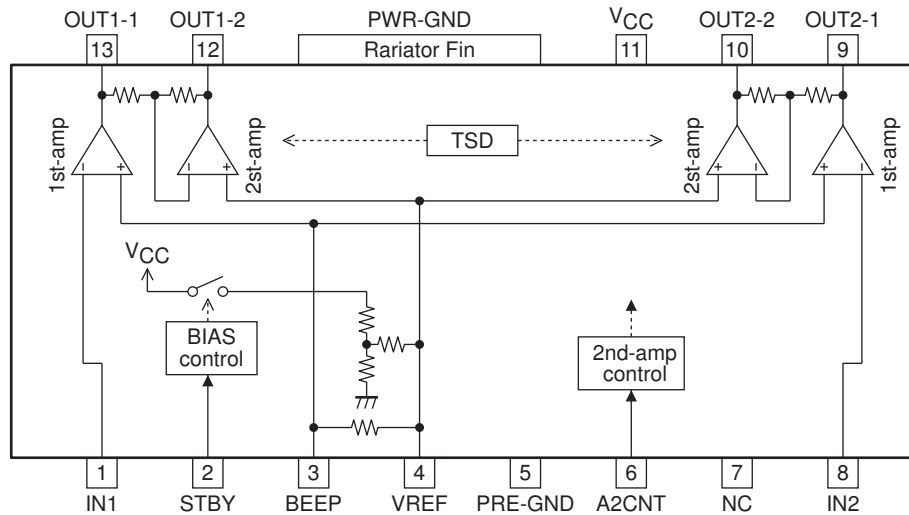 OUT1-1 OUT1-2 PWR-GND VCC OUT2-2 OUT2-1
13 12 Rariator Fin 11 10 9
1st-amp
2st-amp
TSD
2st-amp
1st-amp
+ + + +
VCC
BIAS
control
2nd-amp
control
1 2 3 4 5 6 7 8
IN1 STBY BEEP VREF PRE-GND A2CNT NC IN2